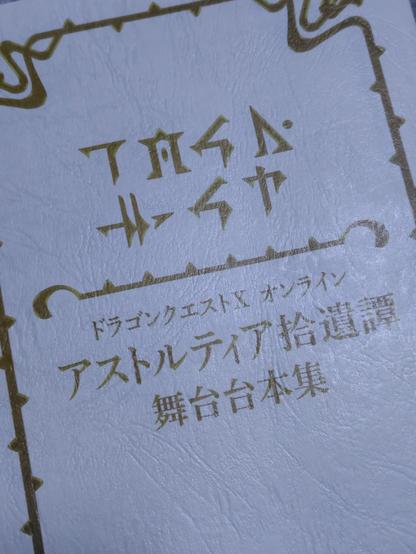 ドラゴンクエストX オンライン
アストルティア拾遺譚
舞台台本集